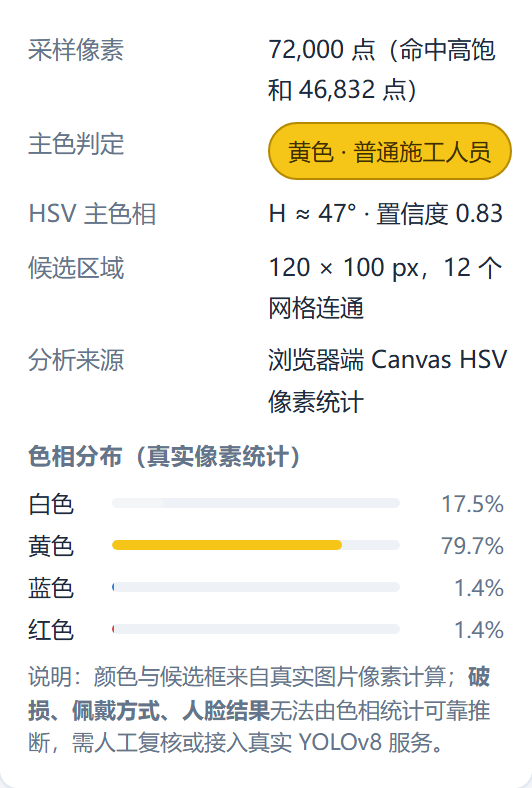 采样像素 72,000 点（命中高饱
和 46,832 点）
主色判定 黄色 · 普通施工人员
HSV 主色相 H ≈ 47° · 置信度 0.83
候选区域 120 × 100 px，12 个
网格连通
分析来源 浏览器端 Canvas HSV
像素统计
色相分布（真实像素统计）
白色 17.5%
黄色 79.7%
蓝色 1.4%
红色 1.4%
说明：颜色与候选框来自真实图片像素计算；破
损、佩戴方式、人脸结果无法由色相统计可靠推
断，需人工复核或接入真实 YOLOv8 服务。